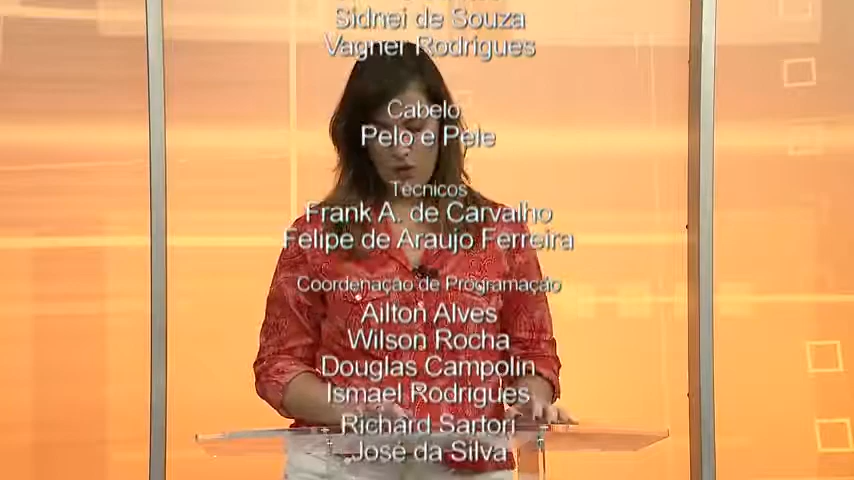 Sidnei de Souza
Vagner Rodrigues
Cabelo
Pelo e Pele
Técnicos
Frank A. de Carvalho
Felipe de Araujo Ferreira
Coordenação de Programação
Ailton Alves
Wilson Rocha
Douglas Campolin
Ismael Rodrigues
Richard Sartori
José da Silva